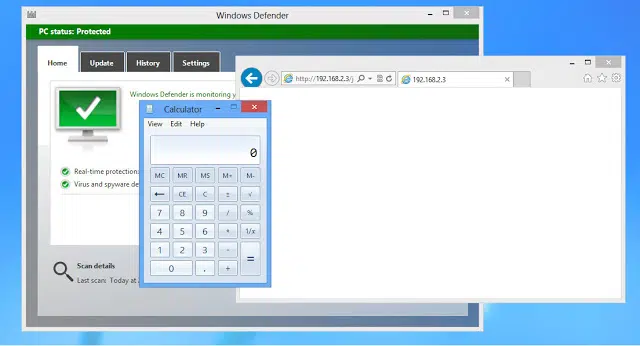 Windows Defender
PC status: Protected
Home
Update
History
Settings
Windows Defender is monitoring
Real-time protection:
Virus and spyware
Scan details
Last scan: Today at
http://192.168.2.3/
192.168.2.3
Calculator
View Edit Help
0
MC MR MS M+ M-
← CE C ± √
7 8 9 / %
4 5 6 * 1/x
1 2 3 - =
0 . +